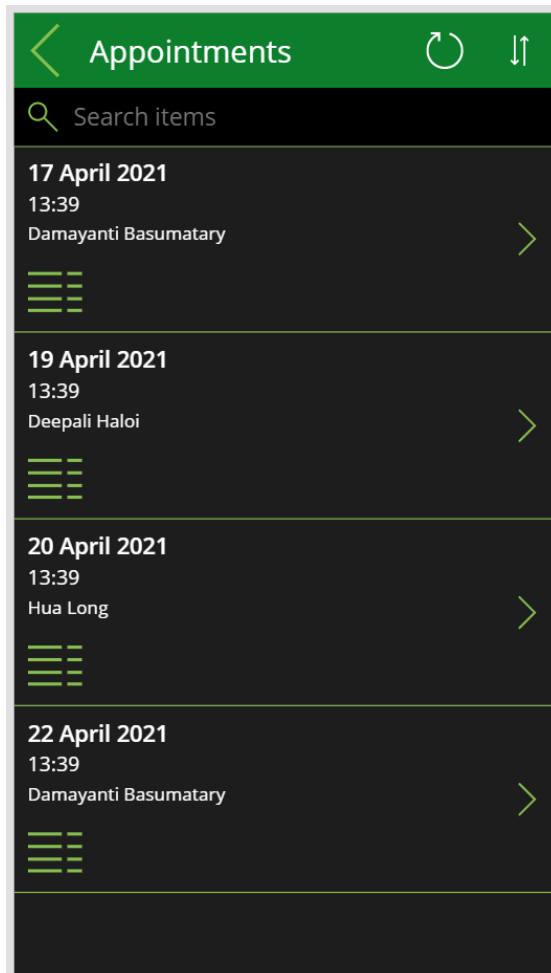 Appointments
Search items
17 April 2021
13:39
Damayanti Basumatary
19 April 2021
13:39
Deepali Haloi
20 April 2021
13:39
Hua Long
22 April 2021
13:39
Damayanti Basumatary